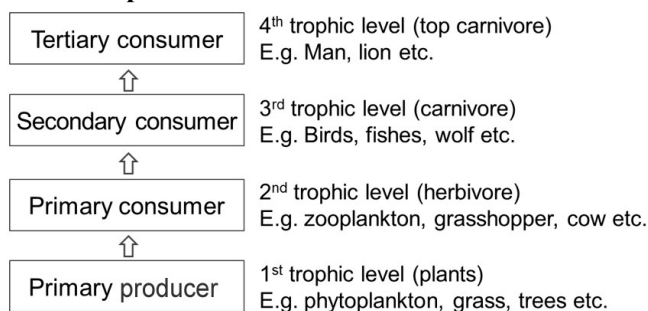 Tertiary consumer
4th trophic level (top carnivore)
E.g. Man, lion etc.
Secondary consumer
3rd trophic level (carnivore)
E.g. Birds, fishes, wolf etc.
Primary consumer
2nd trophic level (herbivore)
E.g. zooplankton, grasshopper, cow etc.
Primary producer
1st trophic level (plants)
E.g. phytoplankton, grass, trees etc.